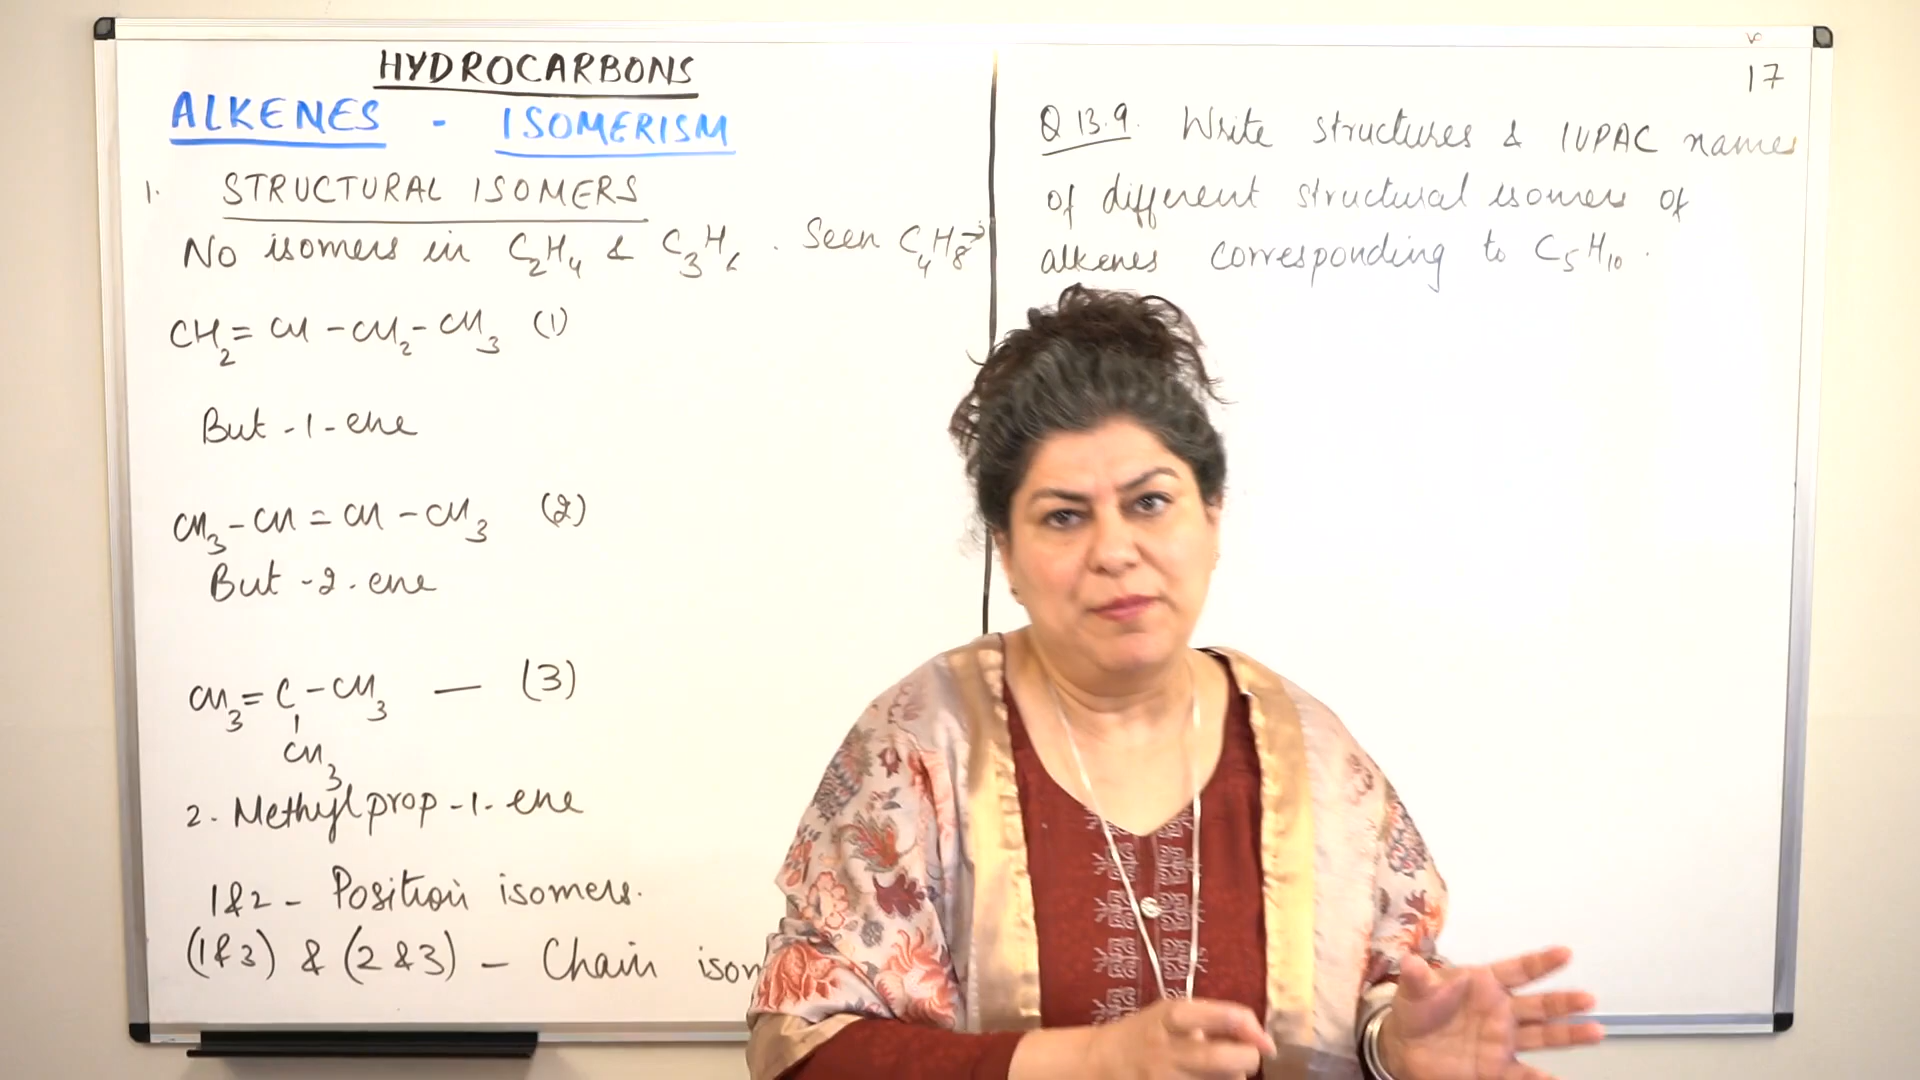 HYDROCARBONS
ALKENES - ISOMERISM
1. STRUCTURAL ISOMERS
No isomers in C₂H₄ & C₃H₆. Seen C₄H₈→
CH₂ = CH - CH₂ - CH₃ (1)
But-1-ene
CH₃ - CH = CH - CH₃ (2)
But-2-ene
CH₃ = C - CH₃ — (3)
CH₃
2-Methylprop-1-ene
1&2 - Position isomers.
(1&3) & (2&3) - Chain
17
Q 13.9. Write structures & IUPAC names
of different structural isomers of
alkenes corresponding to C₅H₁₀.